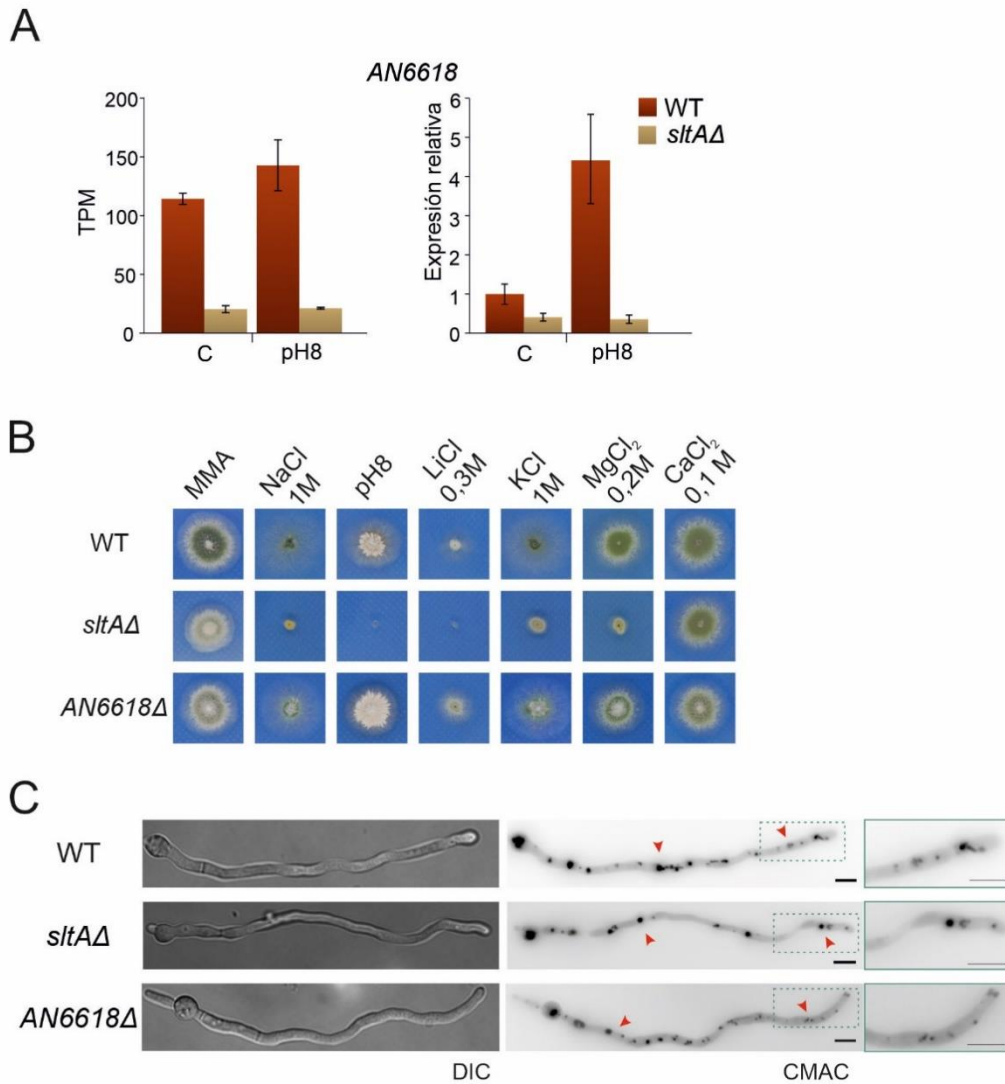 A
AN6618
200
150
100
50
0
TPM
C
pH8
6
5
4
3
2
1
0
Expresión relativa
C
pH8
WT
sltAΔ
B
MMA
NaCl
1M
pH8
LiCl
0,3M
KCl
1M
MgCl₂
0,2M
CaCl₂
0,1 M
WT
sltAΔ
AN6618Δ
C
WT
sltAΔ
AN6618Δ
DIC
CMAC